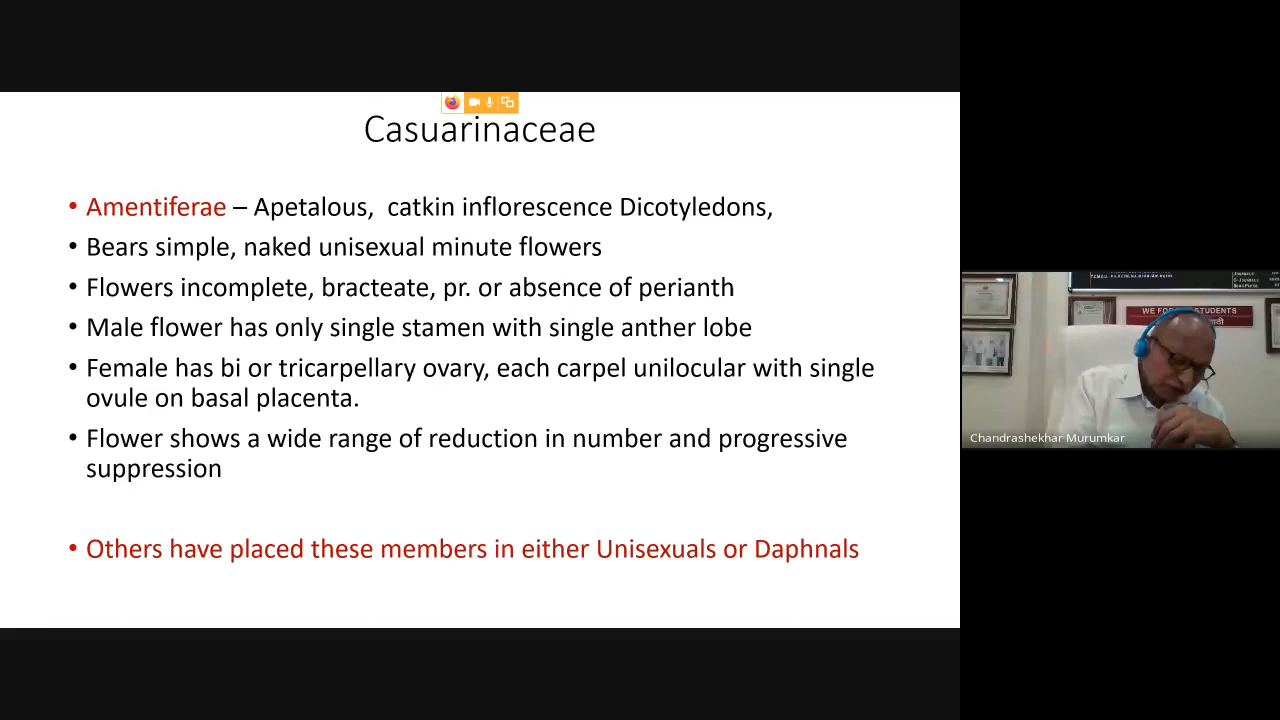 Casuarinaceae
• Amentiferae – Apetalous, catkin inflorescence Dicotyledons,
• Bears simple, naked unisexual minute flowers
• Flowers incomplete, bracteate, pr. or absence of perianth
• Male flower has only single stamen with single anther lobe
• Female has bi or tricarpellary ovary, each carpel unilocular with single
ovule on basal placenta.
• Flower shows a wide range of reduction in number and progressive
suppression
• Others have placed these members in either Unisexuals or Daphnals
WE FOR STUDENTS
Chandrashekhar Murumkar